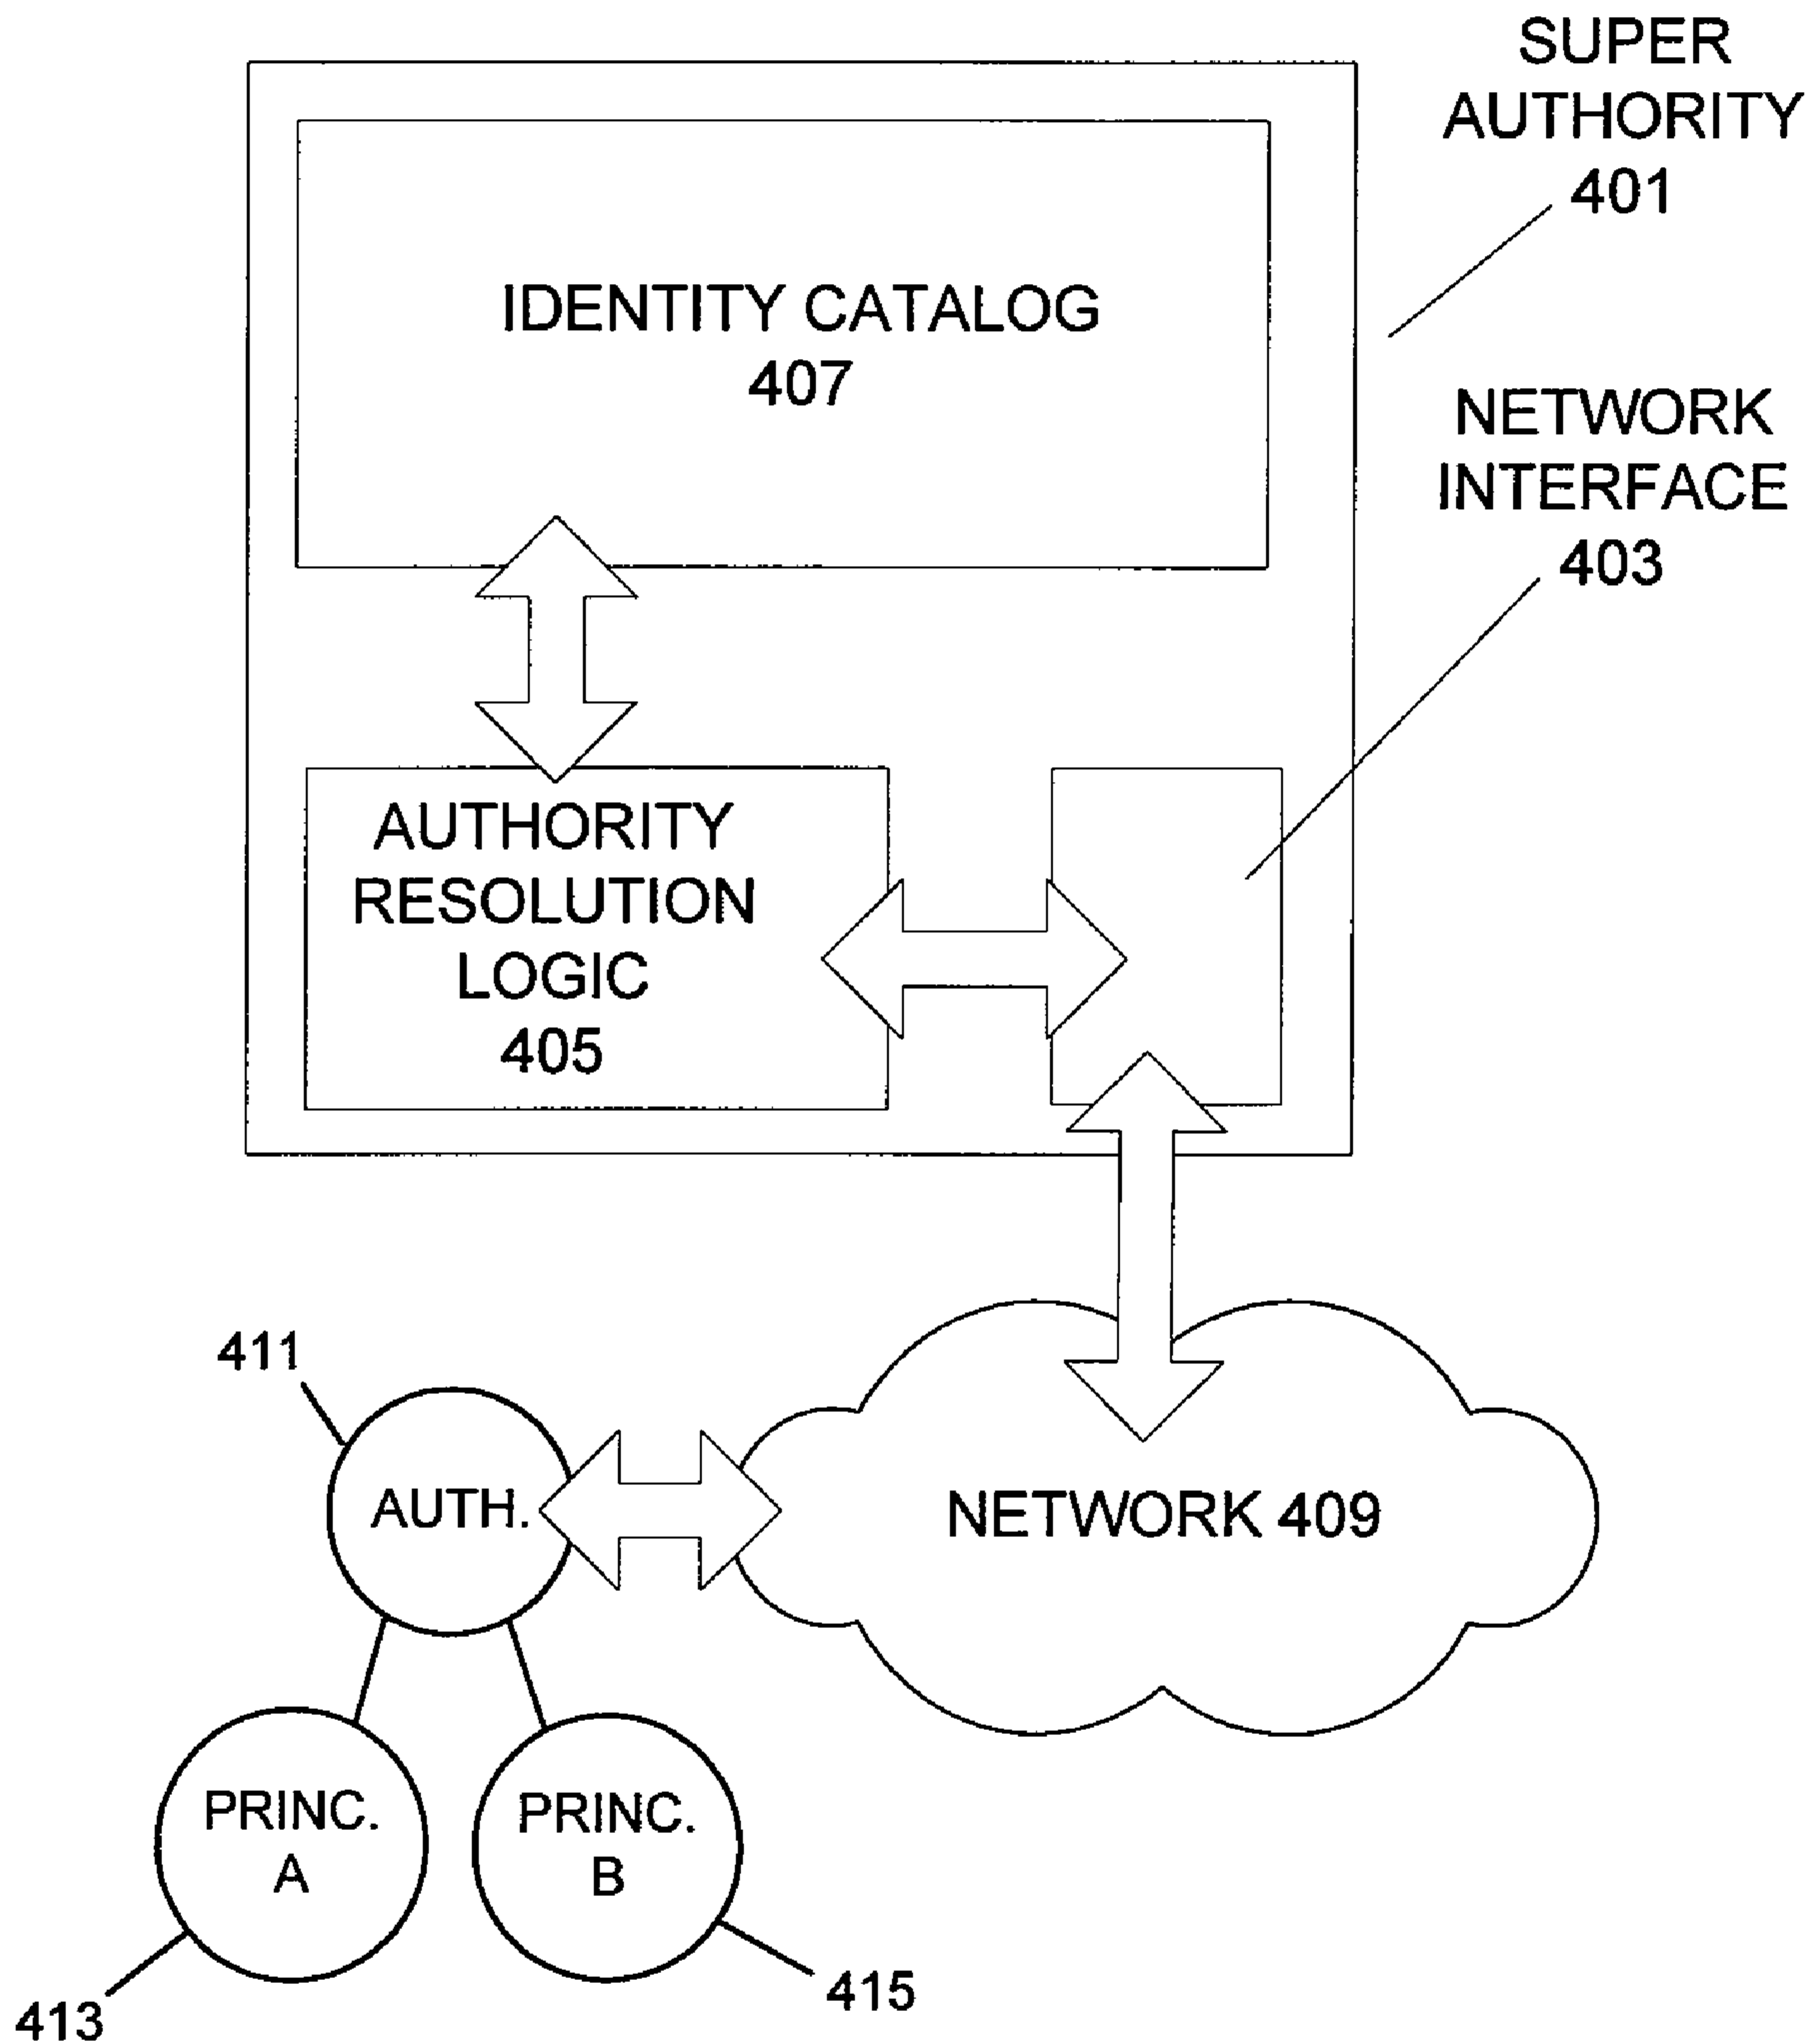 SUPER
AUTHORITY
401
IDENTITY CATALOG
407
NETWORK
INTERFACE
403
AUTHORITY
RESOLUTION
LOGIC
405
411
AUTH.
NETWORK 409
PRINC.
A
PRINC.
B
413
415